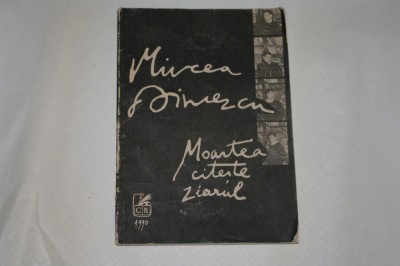 Mircea
Dinescu
Moartea
citește
ziarul
CR
1990